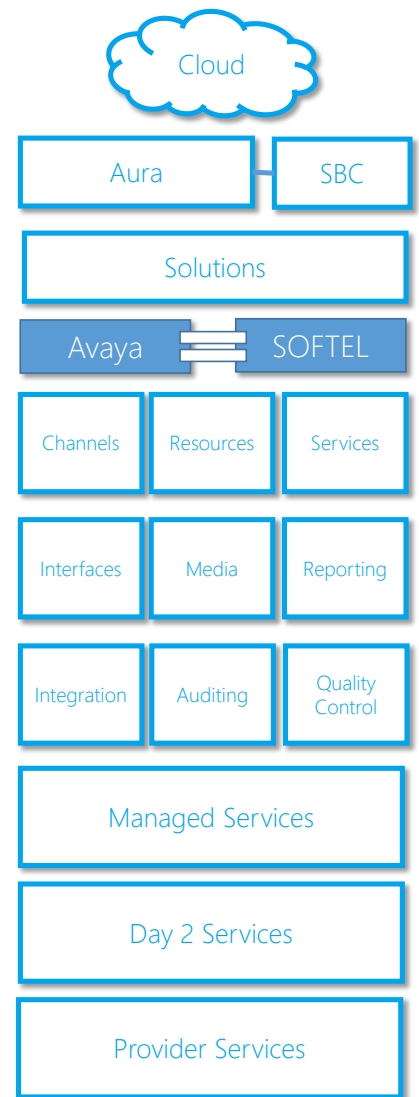 Cloud
Aura
SBC
Solutions
Avaya
SOFTEL
Channels
Resources
Services
Interfaces
Media
Reporting
Integration
Auditing
Quality
Control
Managed Services
Day 2 Services
Provider Services